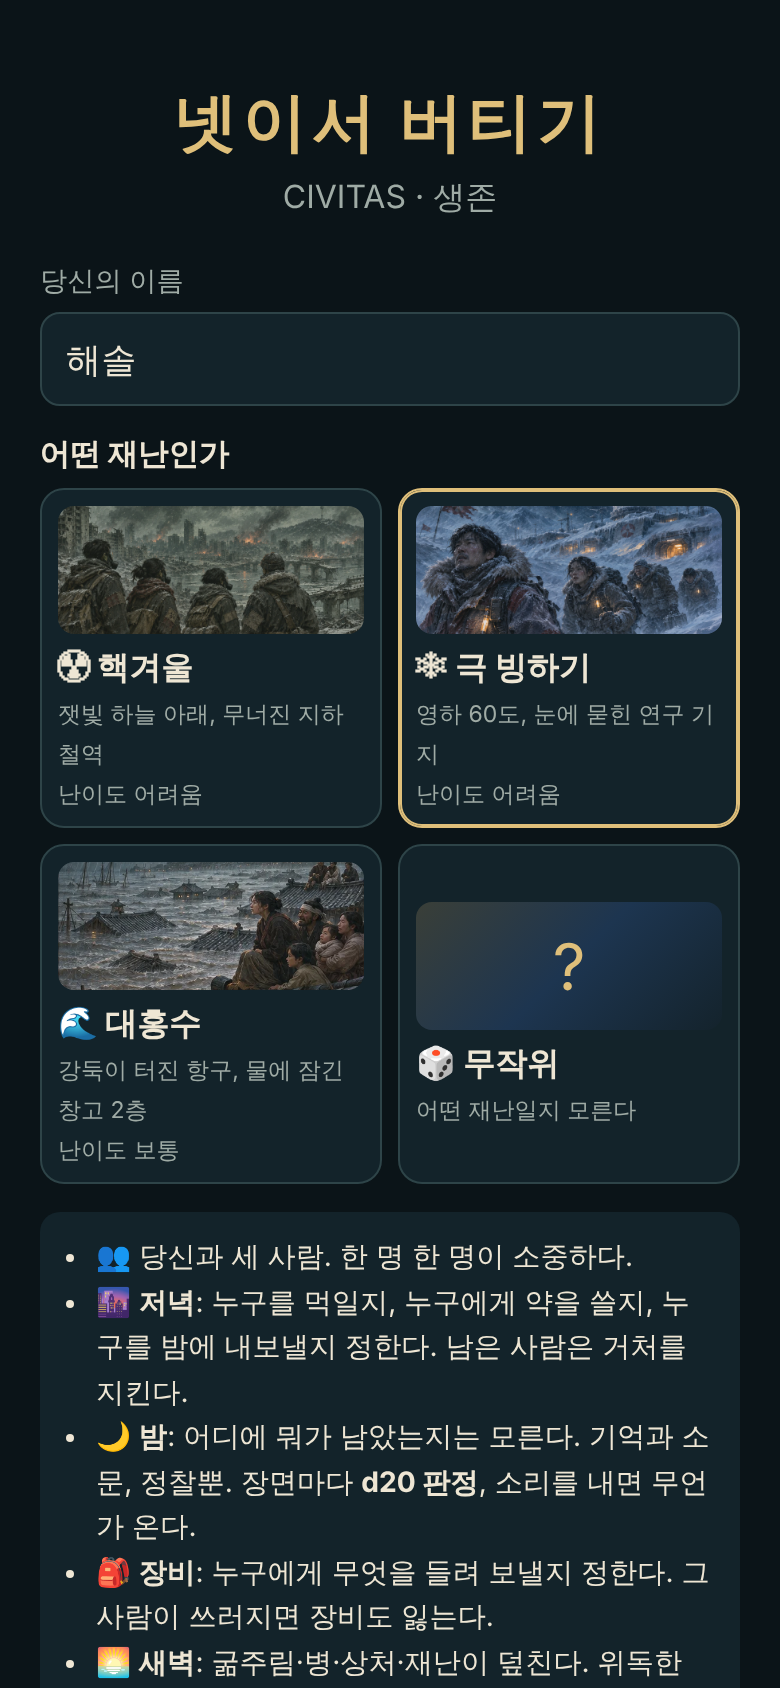 넷이서 버티기
CIVITAS · 생존
당신의 이름
해솔
어떤 재난인가
☢ 핵겨울
잿빛 하늘 아래, 무너진 지하
철역
난이도 어려움
❄ 극 빙하기
영하 60도, 눈에 묻힌 연구 기
지
난이도 어려움
🌊 대홍수
강둑이 터진 항구, 물에 잠긴
창고 2층
난이도 보통
?
🎲 무작위
어떤 재난일지 모른다
• 👥 당신과 세 사람. 한 명 한 명이 소중하다.
• 🌆 저녁: 누구를 먹일지, 누구에게 약을 쓸지, 누
구를 밤에 내보낼지 정한다. 남은 사람은 거처를
지킨다.
• 🌙 밤: 어디에 뭐가 남았는지는 모른다. 기억과 소
문, 정찰뿐. 장면마다 d20 판정, 소리를 내면 무언
가 온다.
• 🎒 장비: 누구에게 무엇을 들려 보낼지 정한다. 그
사람이 쓰러지면 장비도 잃는다.
• 🌅 새벽: 굶주림·병·상처·재난이 덮친다. 위독한